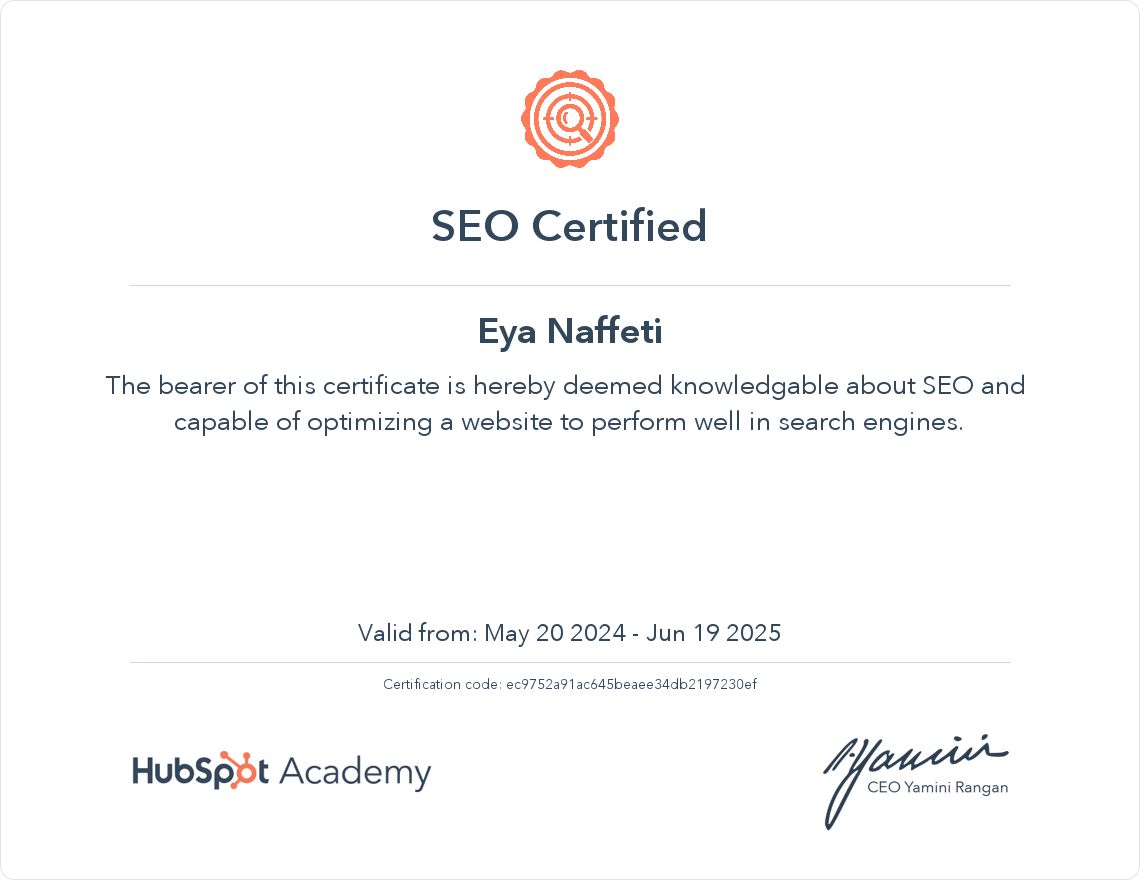 SEO Certified
Eya Naffeti
The bearer of this certificate is hereby deemed knowledgable about SEO and
capable of optimizing a website to perform well in search engines.
Valid from: May 20 2024 - Jun 19 2025
Certification code: ec9752a91ac645beaee34db2197230ef
HubSpot Academy
Yamini
CEO Yamini Rangan